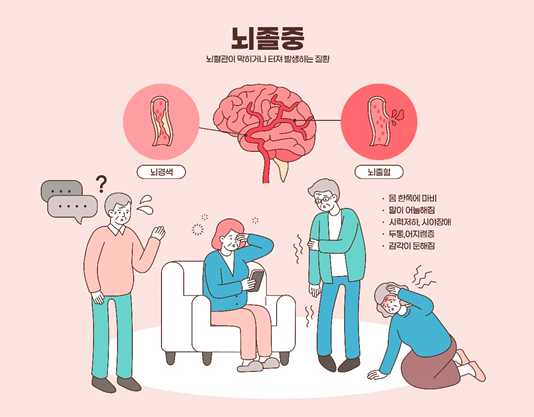 뇌졸중
뇌혈관이 막히거나 터져 발생하는 질환
뇌경색
뇌출혈
?
· 몸 한쪽에 마비
· 말이 어눌해짐
· 시력저하, 시야장애
· 두통,어지럼증
· 감각이 둔해짐